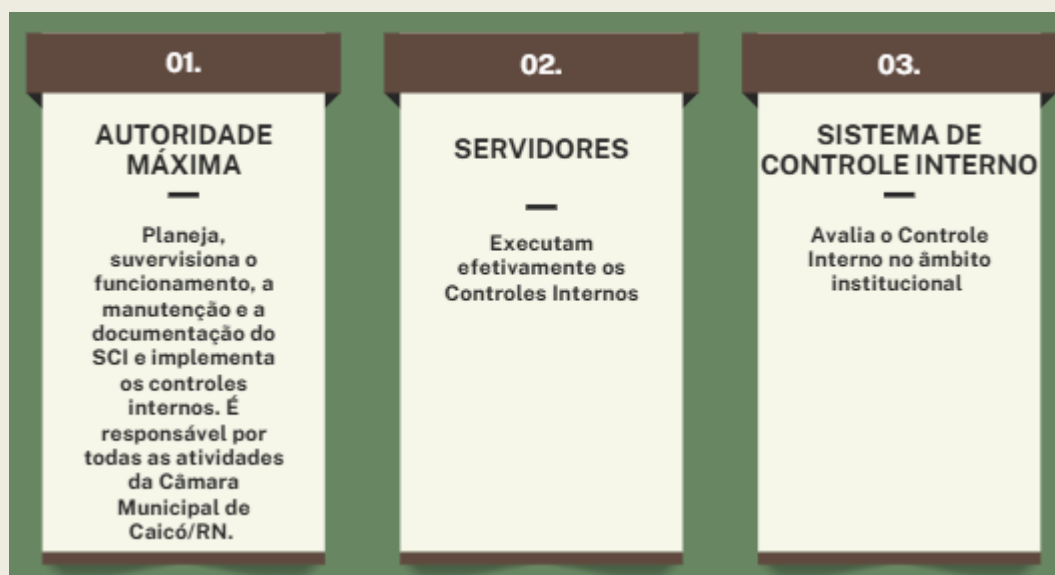 01.
AUTORIDADE
MÁXIMA
Planeja,
suvervisiona o
funcionamento, a
manutenção e a
documentação do
SCI e implementa
os controles
internos. É
responsável por
todas as atividades
da Câmara
Municipal de
Caicó/RN.
02.
SERVIDORES
Executam
efetivamente os
Controles Internos
03.
SISTEMA DE
CONTROLE INTERNO
Avalia o Controle
Interno no âmbito
institucional